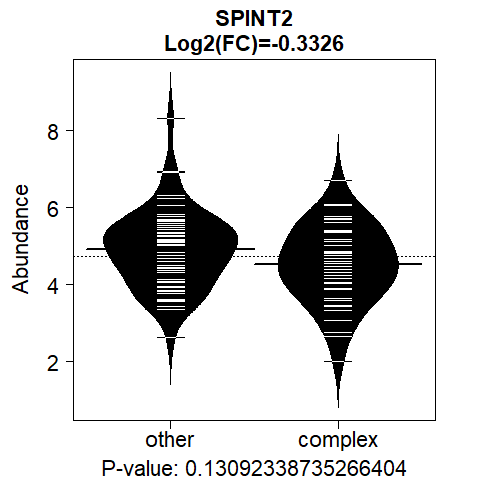 SPINT2
Log2(FC)=-0.3326
Abundance
8
6
4
2
other complex
P-value: 0.13092338735266404